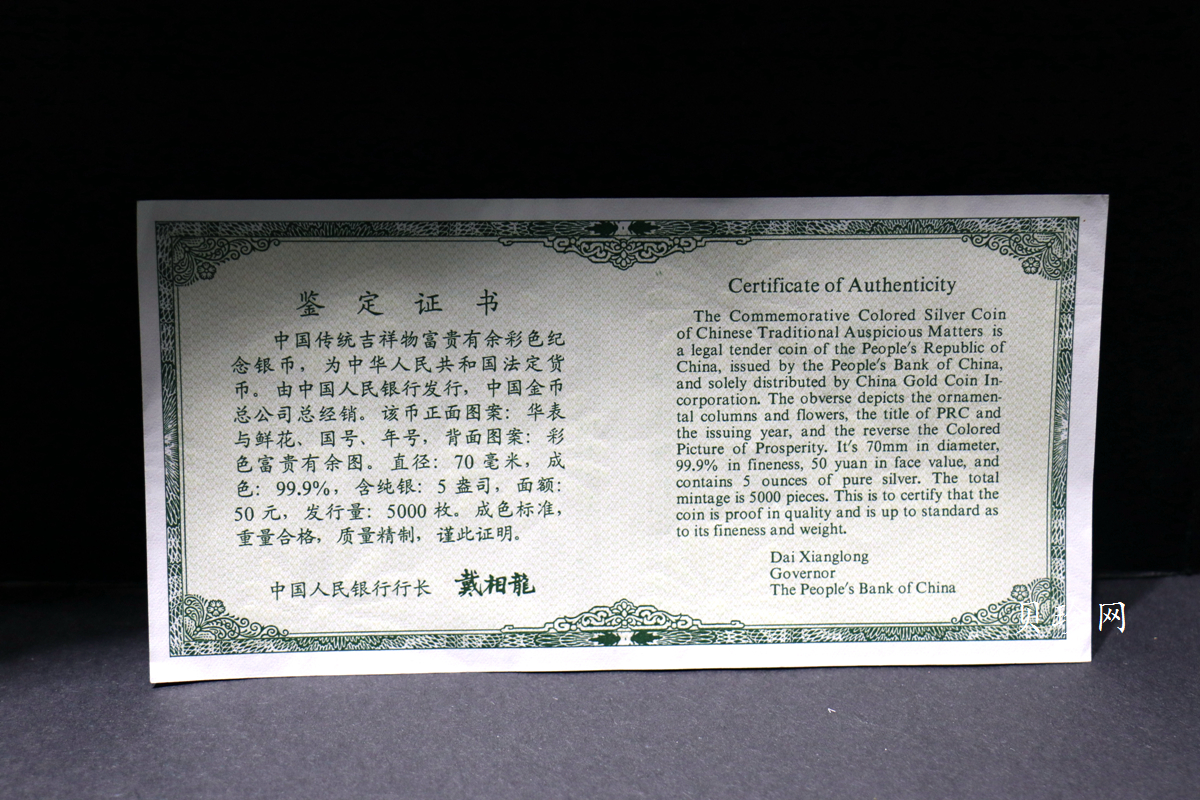 鉴定证书
中国传统吉祥物富贵有余彩色纪
念银币，为中华人民共和国法定货
币。由中国人民银行发行，中国金币
总公司总经销。该币正面图案：华表
与鲜花、国号、年号，背面图案：彩
色富贵有余图。直径：70毫米，成
色：99.9%，含纯银：5盎司，面额：
50元，发行量：5000枚。成色标准，
重量合格，质量精制，谨此证明。
中国人民银行行长 戴相龍
Certificate of Authenticity
The Commemorative Colored Silver Coin
of Chinese Traditional Auspicious Matters is
a legal tender coin of the People's Republic of
China, issued by the People's Bank of China,
and solely distributed by China Gold Coin In-
corporation. The obverse depicts the ornamen-
tal columns and flowers, the title of PRC and
the issuing year, and the reverse the Colored
Picture of Prosperity. It's 70mm in diameter,
99.9% in fineness, 50 yuan in face value, and
contains 5 ounces of pure silver. The total
mintage is 5000 pieces. This is to certify that the
coin is proof in quality and is up to standard as
to its fineness and weight.
Dai Xianglong
Governor
The People's Bank of China
网